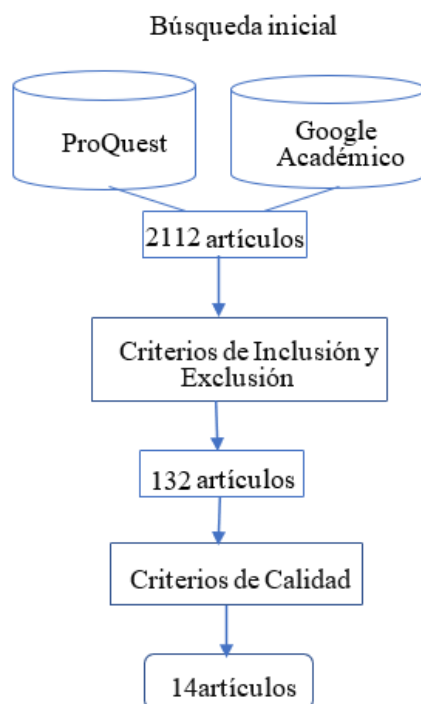 Búsqueda inicial
ProQuest
Google
Académico
2112 artículos
Criterios de Inclusión y
Exclusión
132 artículos
Criterios de Calidad
14artículos